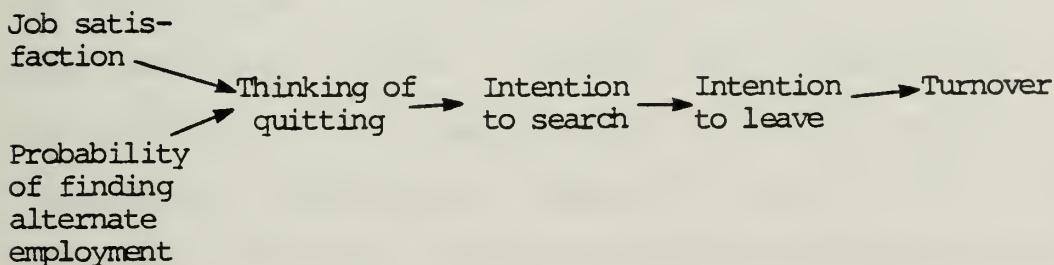 Job satis-
faction
Thinking of
quitting
Intention
to search
Intention
to leave
Turnover
Probability
of finding
alternate
employment